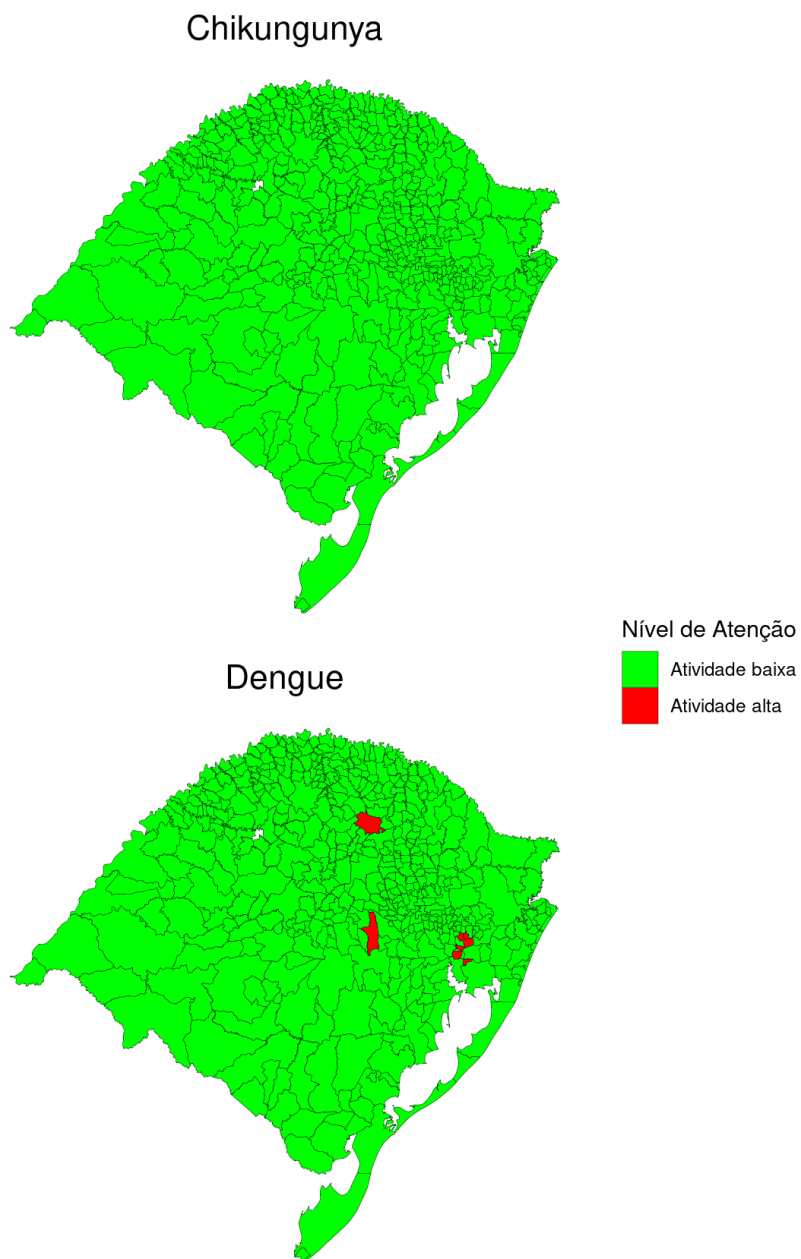 Chikungunya
Nível de Atenção
Atividade baixa
Atividade alta
Dengue